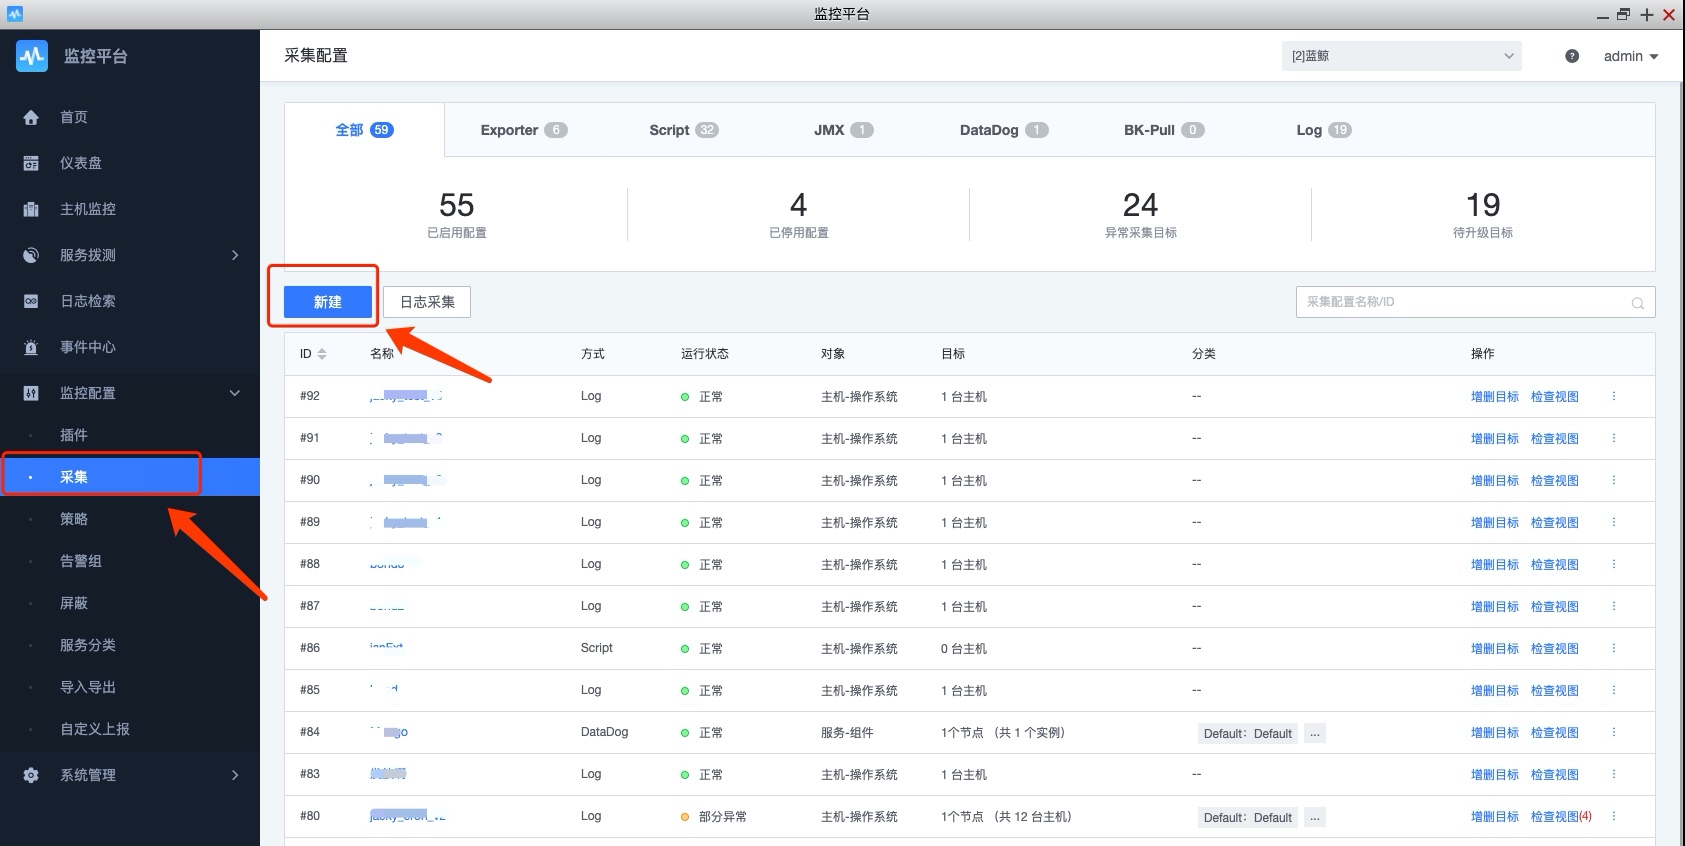 监控平台
监控平台
采集配置
[2]蓝鲸
admin
首页
仪表盘
主机监控
服务拨测
日志检索
事件中心
监控配置
插件
采集
策略
告警组
屏蔽
服务分类
导入导出
自定义上报
系统管理
全部 59 Exporter 6 Script 32 JMX 1 DataDog 1 BK-Pull 0 Log 19
55 4 24 19
已启用配置 已停用配置 异常采集目标 待升级目标
新建 日志采集 采集配置名称/ID
ID 名称 方式 运行状态 对象 目标 分类 操作
#92 Log 正常 主机-操作系统 1 台主机 -- 增删目标 检查视图
#91 Log 正常 主机-操作系统 1 台主机 -- 增删目标 检查视图
#90 Log 正常 主机-操作系统 1 台主机 -- 增删目标 检查视图
#89 Log 正常 主机-操作系统 1 台主机 -- 增删目标 检查视图
#88 Log 正常 主机-操作系统 1 台主机 -- 增删目标 检查视图
#87 Log 正常 主机-操作系统 1 台主机 -- 增删目标 检查视图
#86 Script 正常 主机-操作系统 0 台主机 -- 增删目标 检查视图
#85 Log 正常 主机-操作系统 1 台主机 -- 增删目标 检查视图
#84 DataDog 正常 服务-组件 1个节点 （共 1 个实例） Default：Default ... 增删目标 检查视图
#83 Log 正常 主机-操作系统 1 台主机 -- 增删目标 检查视图
#80 Log 部分异常 主机-操作系统 1个节点 （共 12 台主机） Default：Default ... 增删目标 检查视图(4)